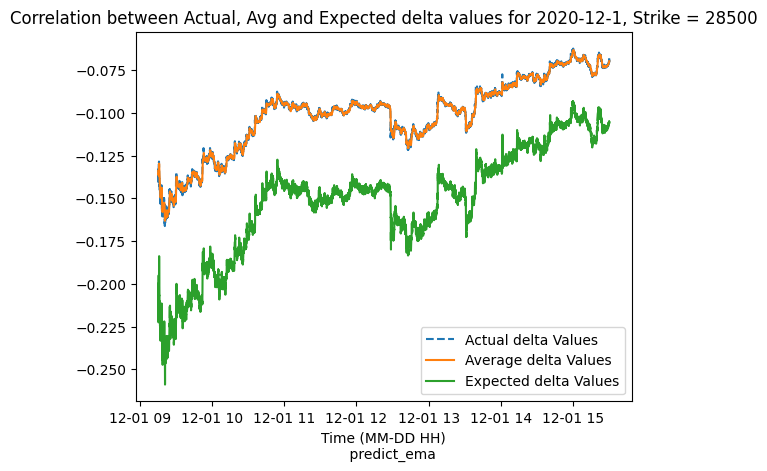 Correlation between Actual, Avg and Expected delta values for 2020-12-1, Strike = 28500
−0.075
−0.100
−0.125
−0.150
−0.175
−0.200
−0.225
−0.250
Actual delta Values
Average delta Values
Expected delta Values
12-01 09 12-01 10 12-01 11 12-01 12 12-01 13 12-01 14 12-01 15
Time (MM-DD HH)
predict_ema